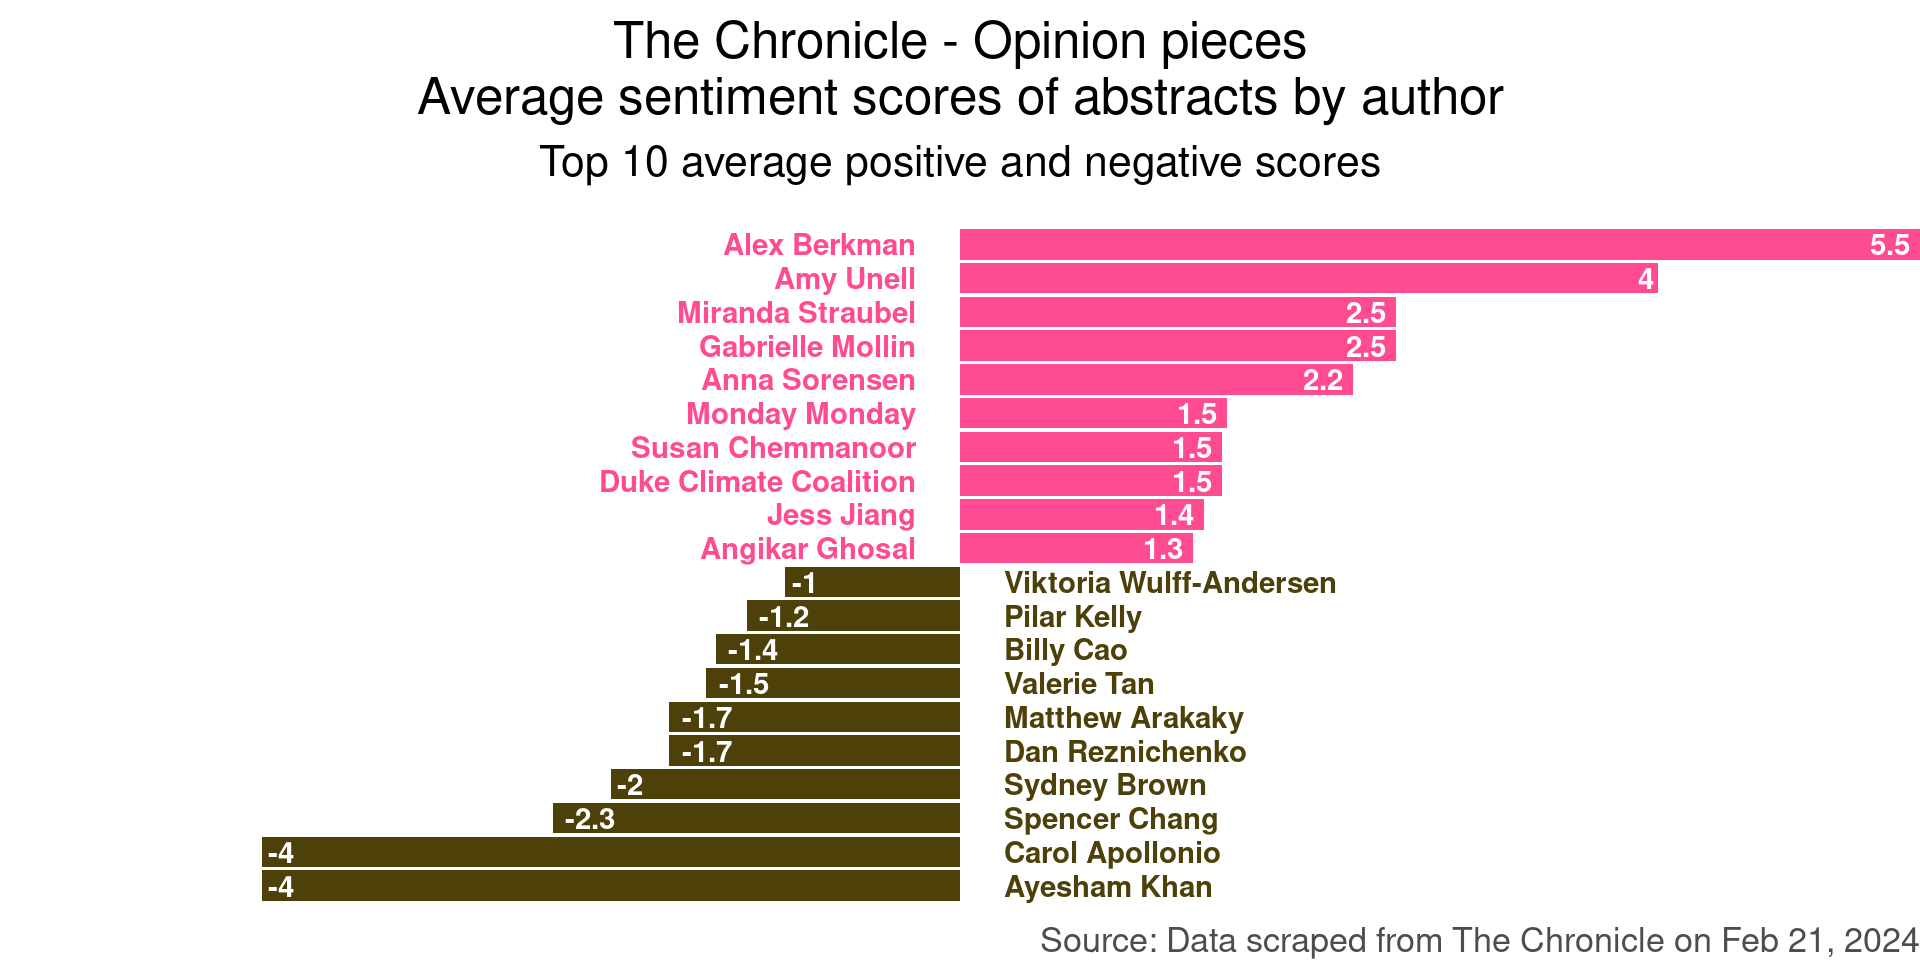 The Chronicle - Opinion pieces
Average sentiment scores of abstracts by author
Top 10 average positive and negative scores
Alex Berkman 5.5
Amy Unell 4
Miranda Straubel 2.5
Gabrielle Mollin 2.5
Anna Sorensen 2.2
Monday Monday 1.5
Susan Chemmanoor 1.5
Duke Climate Coalition 1.5
Jess Jiang 1.4
Angikar Ghosal 1.3
-1 Viktoria Wulff-Andersen
-1.2 Pilar Kelly
-1.4 Billy Cao
-1.5 Valerie Tan
-1.7 Matthew Arakaky
-1.7 Dan Reznichenko
-2 Sydney Brown
-2.3 Spencer Chang
-4 Carol Apollonio
-4 Ayesham Khan
Source: Data scraped from The Chronicle on Feb 21, 2024